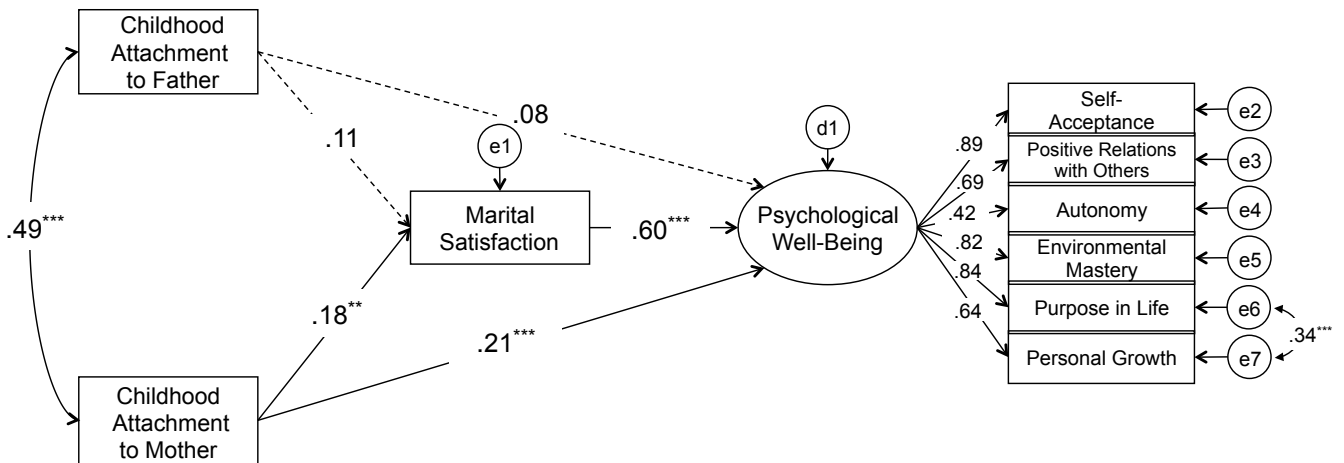 Childhood
Attachment
to Father
.49***
.11
.08
e1
Marital
Satisfaction
.18**
.21***
.60***
d1
Psychological
Well-Being
Childhood
Attachment
to Mother
.89
.69
.42
.82
.84
.64
Self-
Acceptance
e2
Positive Relations
with Others
e3
Autonomy
e4
Environmental
Mastery
e5
Purpose in Life
e6
Personal Growth
e7
.34***